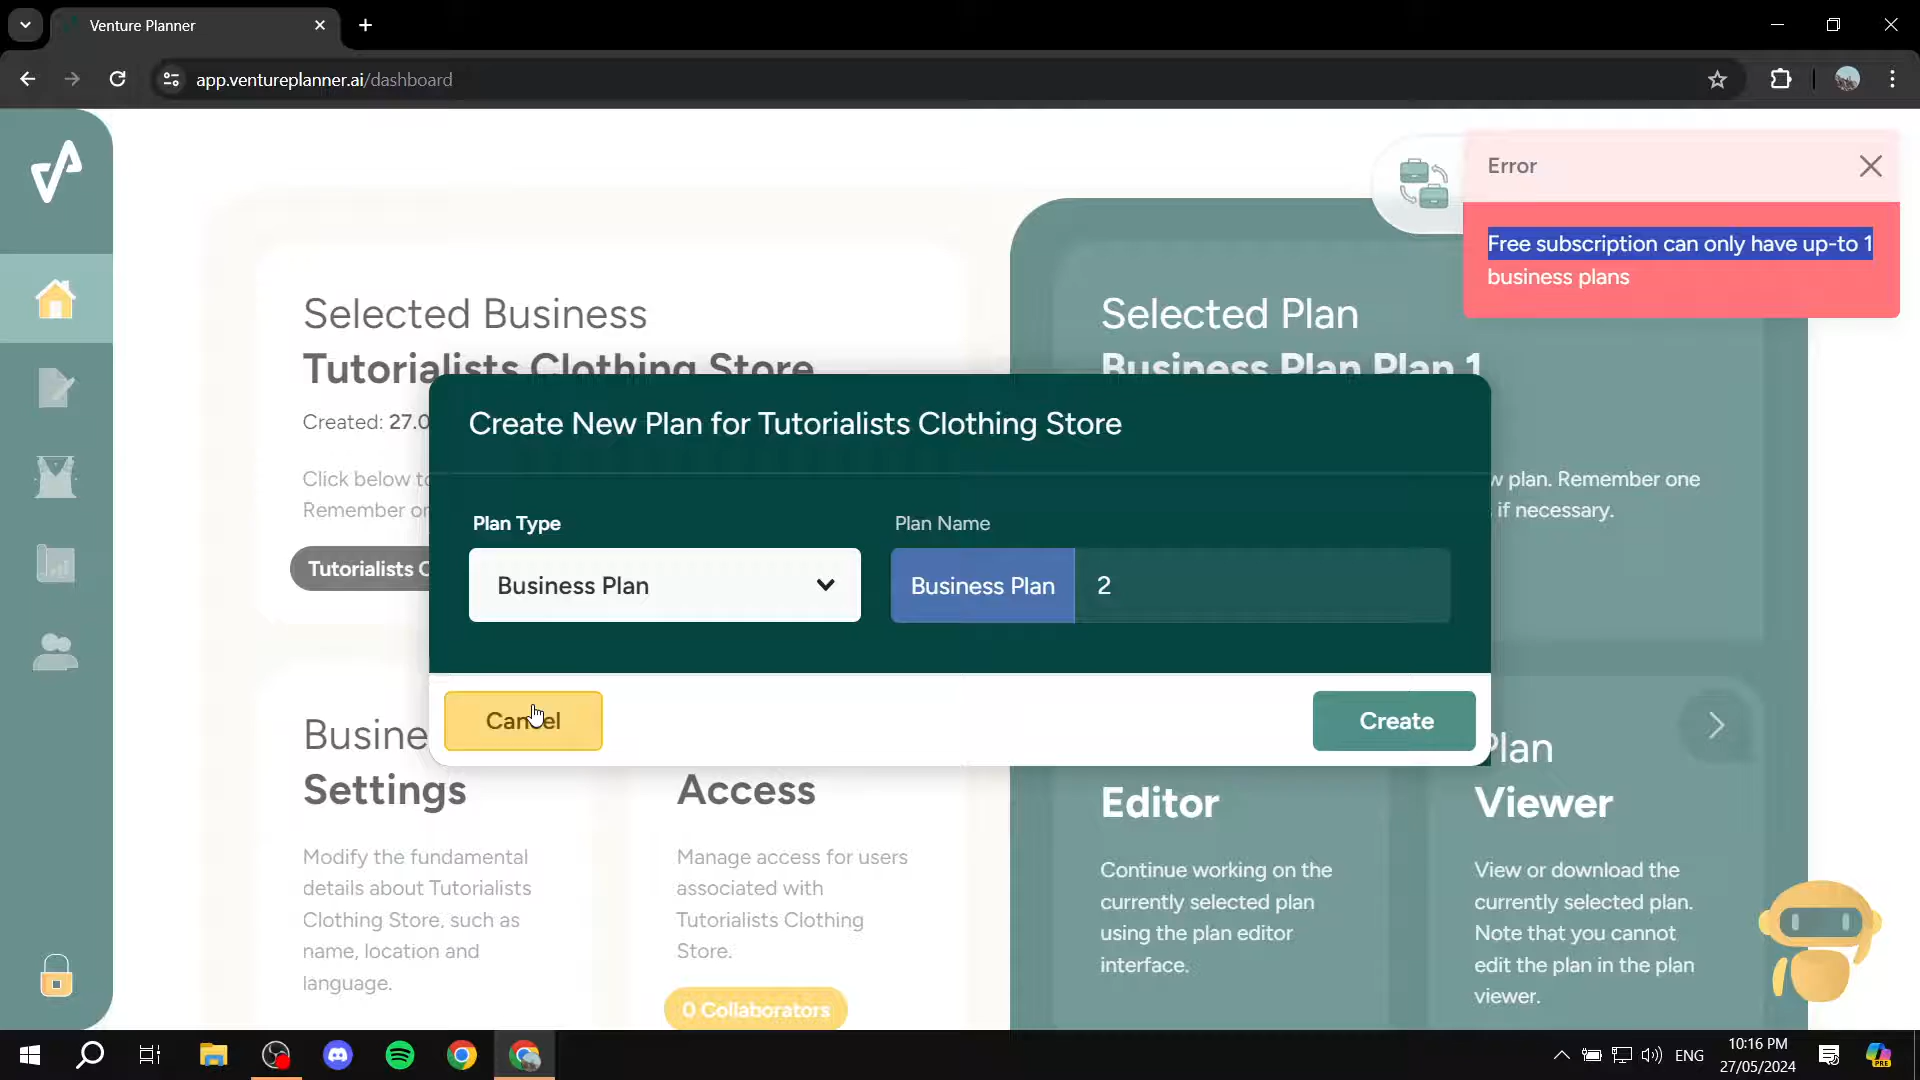 Venture Planner
app.ventureplanner.ai/dashboard
Error
Free subscription can only have up-to 1
business plans
Selected Business
Tutorialists Clothing Store
Created: 27.0
Click below to
Remember or
Tutorialists C
Selected Plan
Business Plan Plan 1
w plan. Remember one
if necessary.
Create New Plan for Tutorialists Clothing Store
Plan Type
Plan Name
Business Plan
Business Plan
2
Cancel
Create
Busine
Settings
Modify the fundamental
details about Tutorialists
Clothing Store, such as
name, location and
language.
Access
Manage access for users
associated with
Tutorialists Clothing
Store.
0 Collaborators
Editor
Continue working on the
currently selected plan
using the plan editor
interface.
Plan
Viewer
View or download the
currently selected plan.
Note that you cannot
edit the plan in the plan
viewer.
ENG
10:16 PM
27/05/2024
PRE